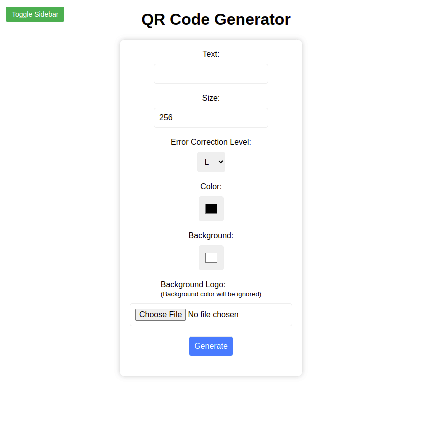 Toggle Sidebar
QR Code Generator
Text:
Size:
256
Error Correction Level:
L
Color:
Background:
Background Logo:
(Background color will be ignored)
Choose File No file chosen
Generate